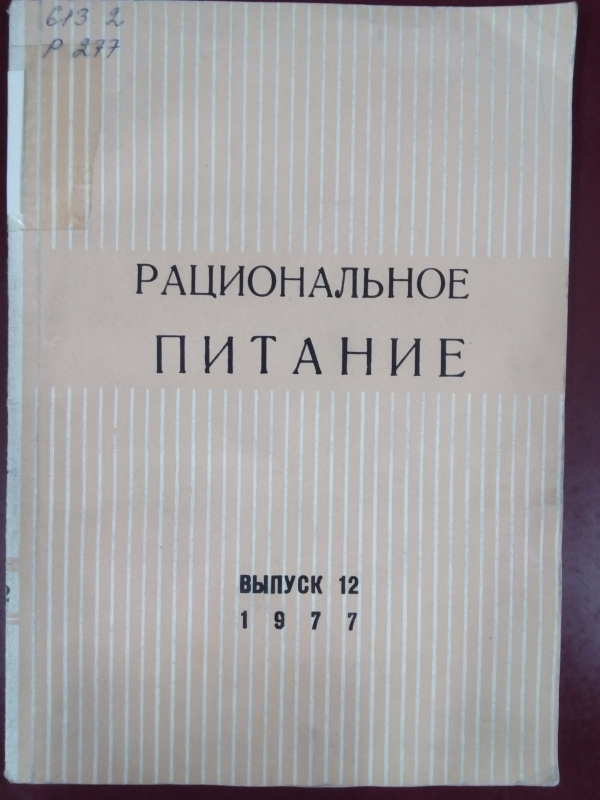 613 2
Р 277
РАЦИОНАЛЬНОЕ
ПИТАНИЕ
ВЫПУСК 12
1977